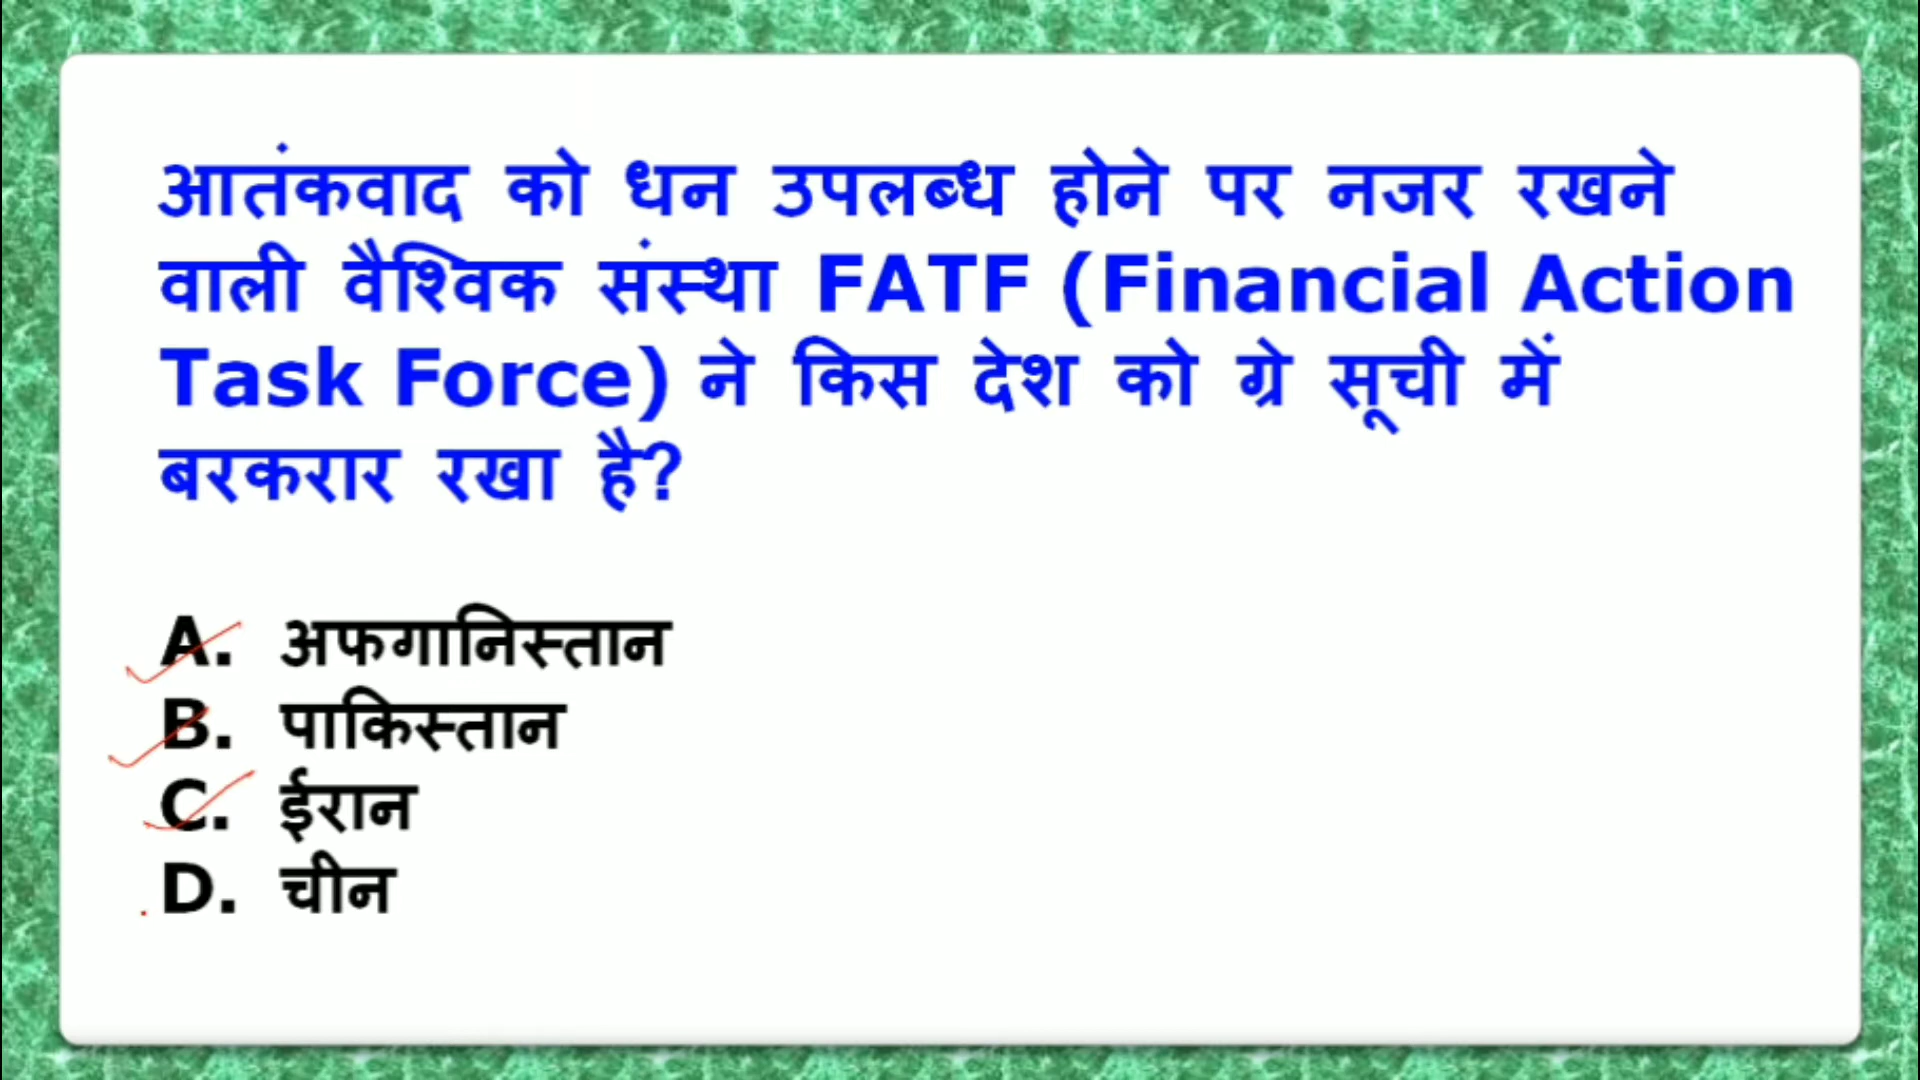 आतंकवाद को धन उपलब्ध होने पर नजर रखने
वाली वैश्विक संस्था FATF (Financial Action
Task Force) ने किस देश को ग्रे सूची में
बरकरार रखा है?
A. अफगानिस्तान
B. पाकिस्तान
C. ईरान
D. चीन